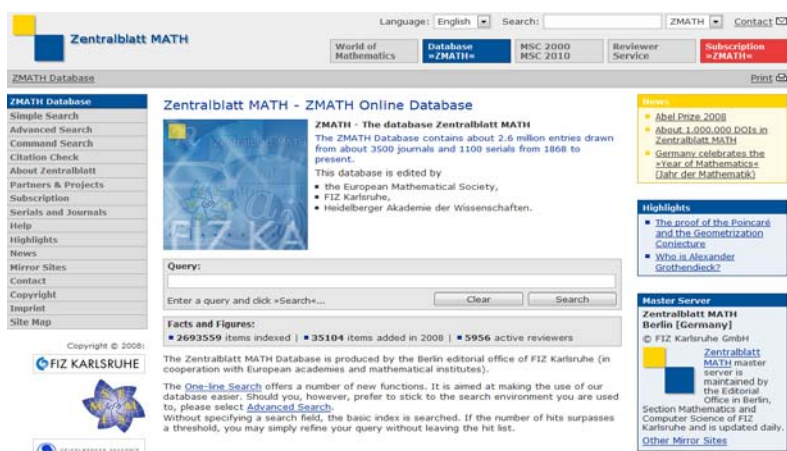 Language: English Search: ZMATH Contact
Zentralblatt MATH
World of Mathematics
Database »ZMATH«
MSC 2000 MSC 2010
Reviewer Service
Subscription »ZMATH«
ZMATH Database Print
ZMATH Database
Simple Search
Advanced Search
Command Search
Citation Check
About Zentralblatt
Partners & Projects
Subscription
Serials and Journals
Help
Highlights
News
Mirror Sites
Contact
Copyright
Imprint
Site Map
Copyright © 2008:
FIZ KARLSRUHE
Zentralblatt MATH - ZMATH Online Database
FIZ KA
ZMATH - The database Zentralblatt MATH
The ZMATH Database contains about 2.6 million entries drawn
from about 3500 journals and 1100 serials from 1868 to
present.
This database is edited by
the European Mathematical Society,
FIZ Karlsruhe,
Heidelberger Akademie der Wissenschaften.
Query:
Enter a query and click »Search«...
Clear
Search
Facts and Figures:
2693559 items indexed | 35104 items added in 2008 | 5956 active reviewers
The Zentralblatt MATH Database is produced by the Berlin editorial office of FIZ Karlsruhe (in
cooperation with European academies and mathematical institutes).
The One-line Search offers a number of new functions. It is aimed at making the use of our
database easier. Should you, however, prefer to stick to the search environment you are used
to, please select Advanced Search.
Without specifying a search field, the basic index is searched. If the number of hits surpasses
a threshold, you may simply refine your query without leaving the hit list.
News
Abel Prize 2008
About 1.000.000 DOIs in
Zentralblatt MATH
Germany celebrates the
»Year of Mathematics«
(Jahr der Mathematik)
Highlights
The proof of the Poincaré
and the Geometrization
Conjecture
Who is Alexander
Grothendieck?
Master Server
Zentralblatt MATH
Berlin [Germany]
© FIZ Karlsruhe GmbH
Zentralblatt
MATH master
server is
maintained by
the Editorial
Office in Berlin,
Section Mathematics and
Computer Science of FIZ
Karlsruhe and is updated daily.
Other Mirror Sites